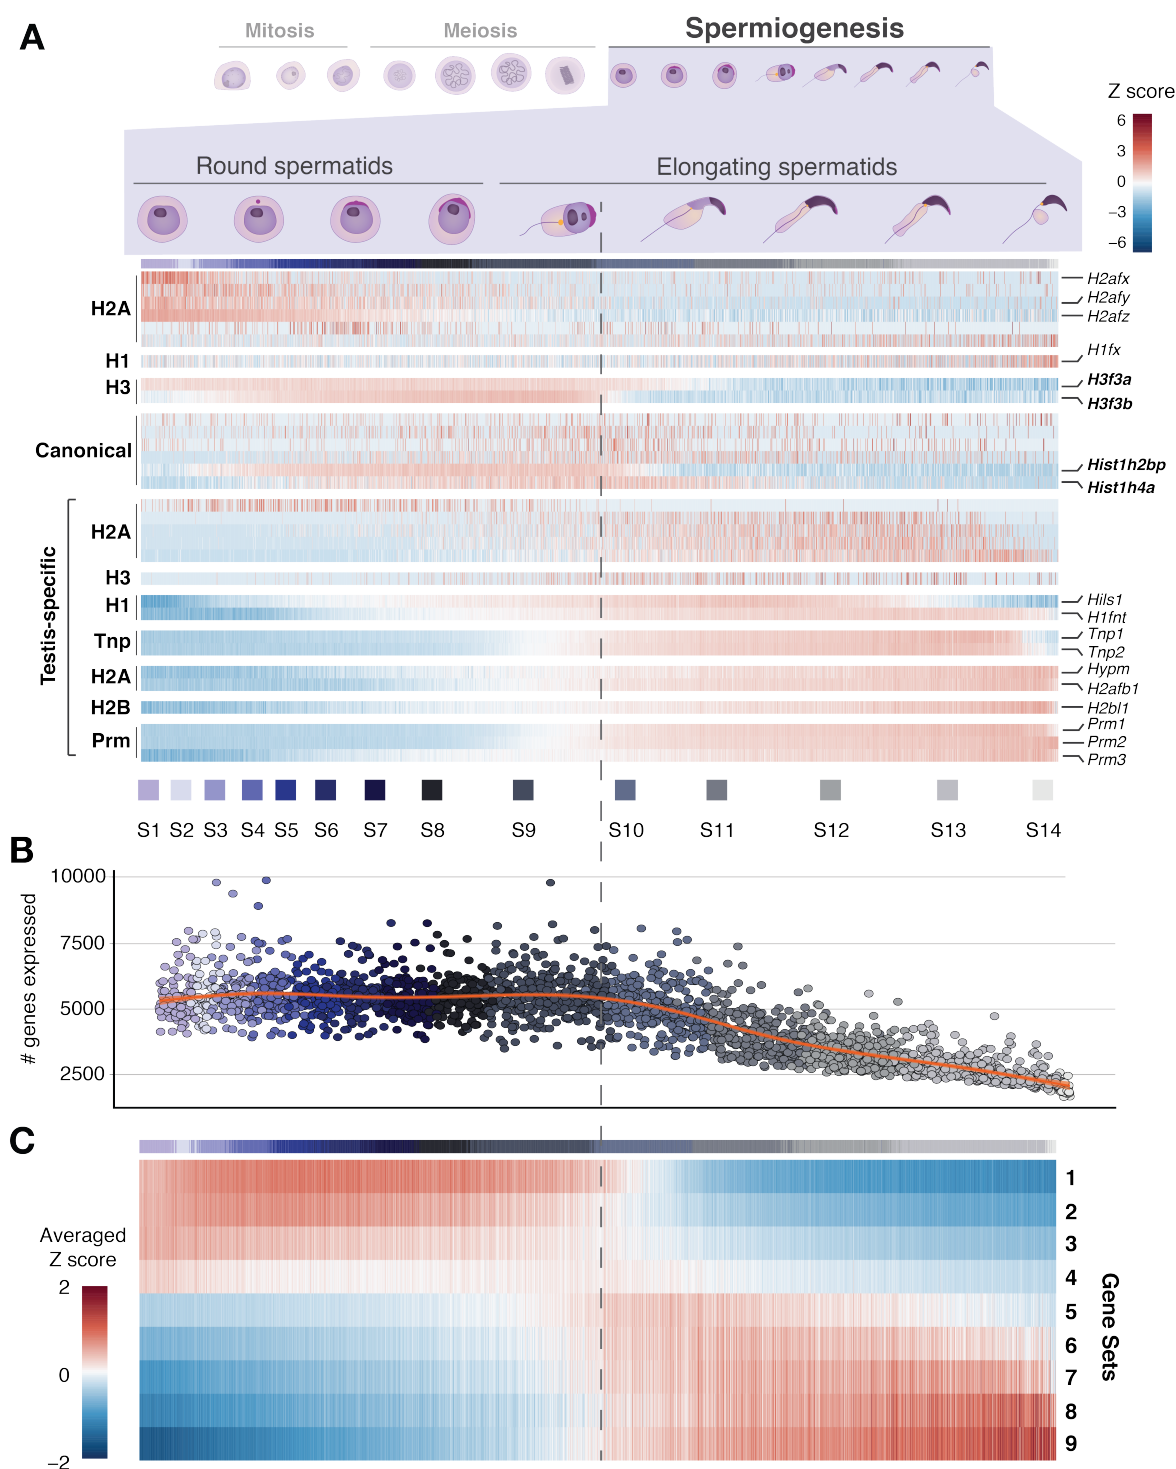 A
Mitosis
Meiosis
Spermiogenesis
Z score
6
3
0
−3
−6
Round spermatids
Elongating spermatids
H2A
H1
H3
Canonical
Testis-specific
H2A
H3
H1
Tnp
H2A
H2B
Prm
H2afx
H2afy
H2afz
H1fx
H3f3a
H3f3b
Hist1h2bp
Hist1h4a
Hils1
H1fnt
Tnp1
Tnp2
Hypm
H2afb1
H2bl1
Prm1
Prm2
Prm3
S1 S2 S3 S4 S5 S6 S7 S8 S9 S10 S11 S12 S13 S14
B
# genes expressed
10000
7500
5000
2500
C
Averaged
Z score
2
0
−2
1
2
3
4
5
6
7
8
9
Gene Sets